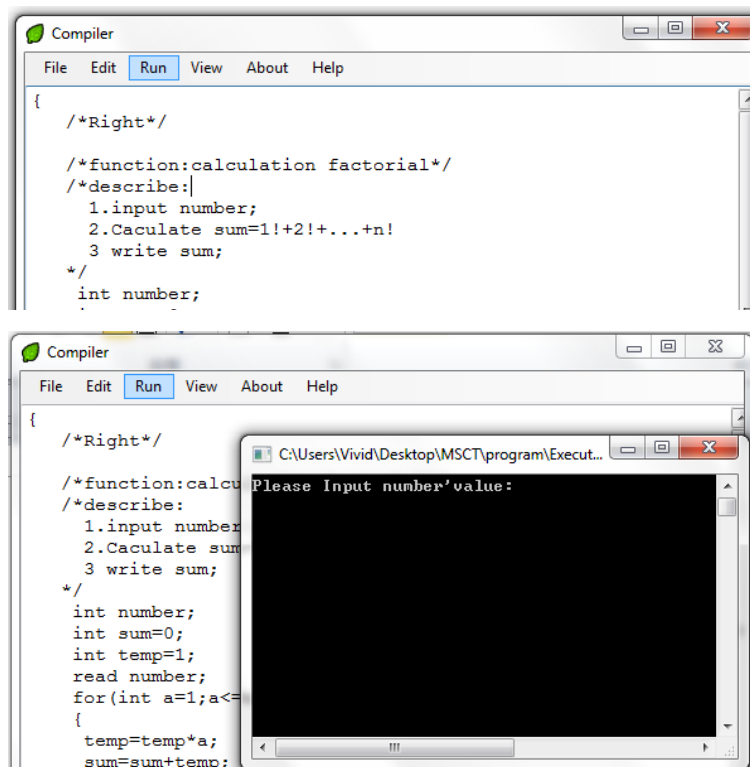 Compiler
File Edit Run View About Help
{
/*Right*/
/*function:calculation factorial*/
/*describe:
1.input number;
2.Caculate sum=1!+2!+...+n!
3 write sum;
*/
int number;
Compiler
File Edit Run View About Help
{
/*Right*/
/*function:calcu
/*describe:
1.input number
2.Caculate sum
3 write sum;
*/
int number;
int sum=0;
int temp=1;
read number;
for(int a=1;a<=
{
temp=temp*a;
sum=sum+temp;
C:\Users\Vivid\Desktop\MSCT\program\Execut...
Please Input number'value: